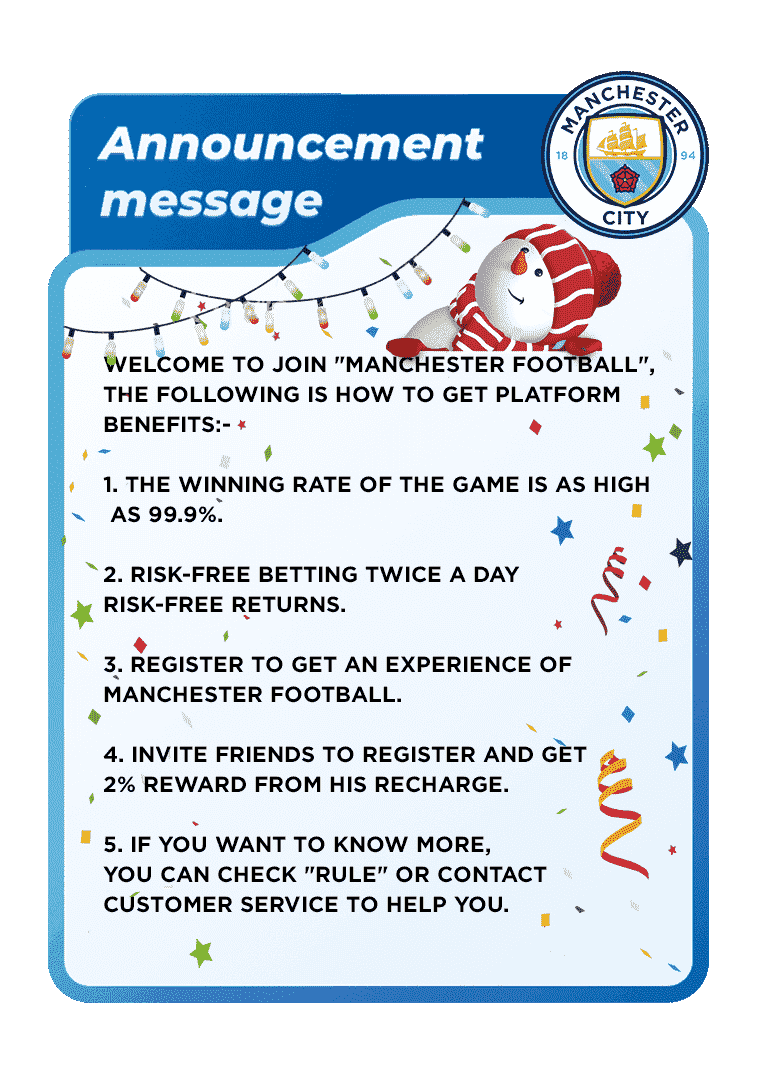 Announcement
message
MANCHESTER
18 94
CITY
WELCOME TO JOIN "MANCHESTER FOOTBALL",
THE FOLLOWING IS HOW TO GET PLATFORM
BENEFITS:-
1. THE WINNING RATE OF THE GAME IS AS HIGH
AS 99.9%.
2. RISK-FREE BETTING TWICE A DAY
RISK-FREE RETURNS.
3. REGISTER TO GET AN EXPERIENCE OF
MANCHESTER FOOTBALL.
4. INVITE FRIENDS TO REGISTER AND GET
2% REWARD FROM HIS RECHARGE.
5. IF YOU WANT TO KNOW MORE,
YOU CAN CHECK "RULE" OR CONTACT
CUSTOMER SERVICE TO HELP YOU.